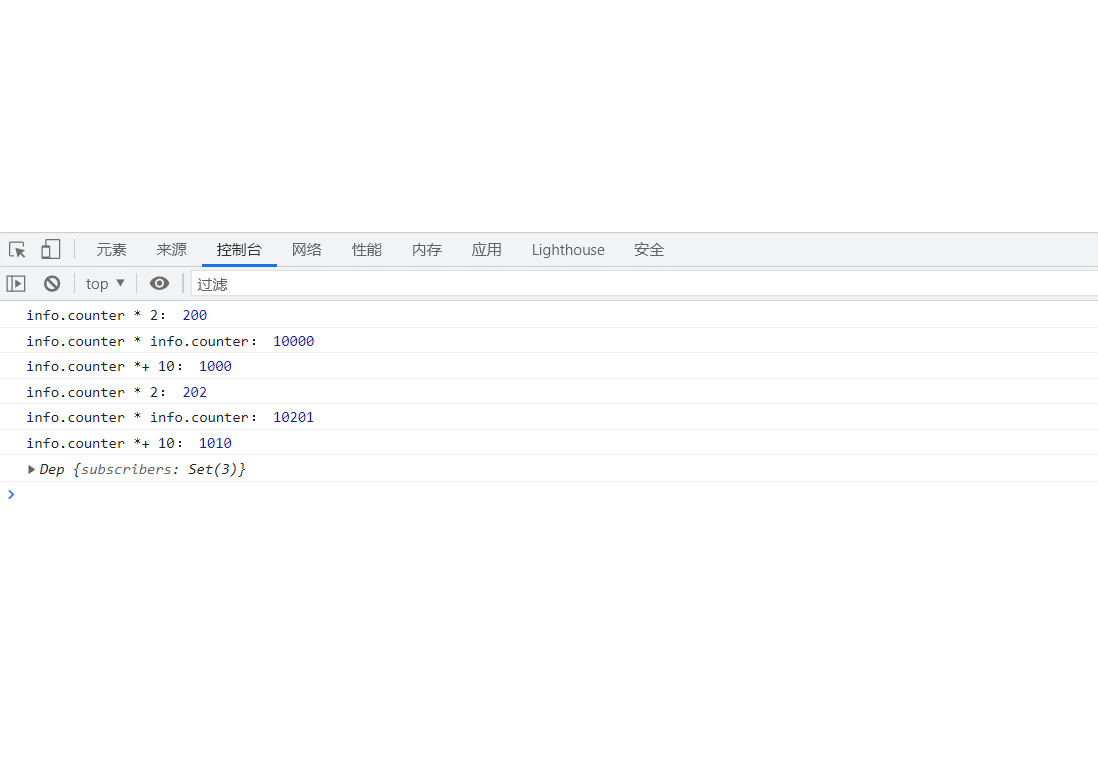 元素 来源 控制台 网络 性能 内存 应用 Lighthouse 安全
top ▼ 过滤
info.counter * 2： 200
info.counter * info.counter： 10000
info.counter *+ 10： 1000
info.counter * 2： 202
info.counter * info.counter： 10201
info.counter *+ 10： 1010
▶ Dep {subscribers: Set(3)}